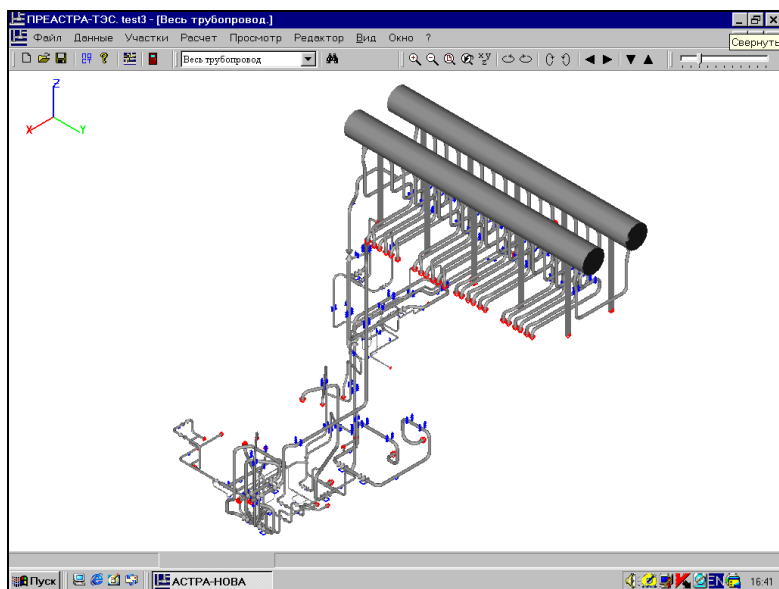 ПРЕАСТРА-ТЭС. test3 - [Весь трубопровод.]
Файл Данные Участки Расчет Просмотр Редактор Вид Окно ?
Свернуть
Весь трубопровод
Z
X
Y
Пуск
АСТРА-НОВА
EN
16:41